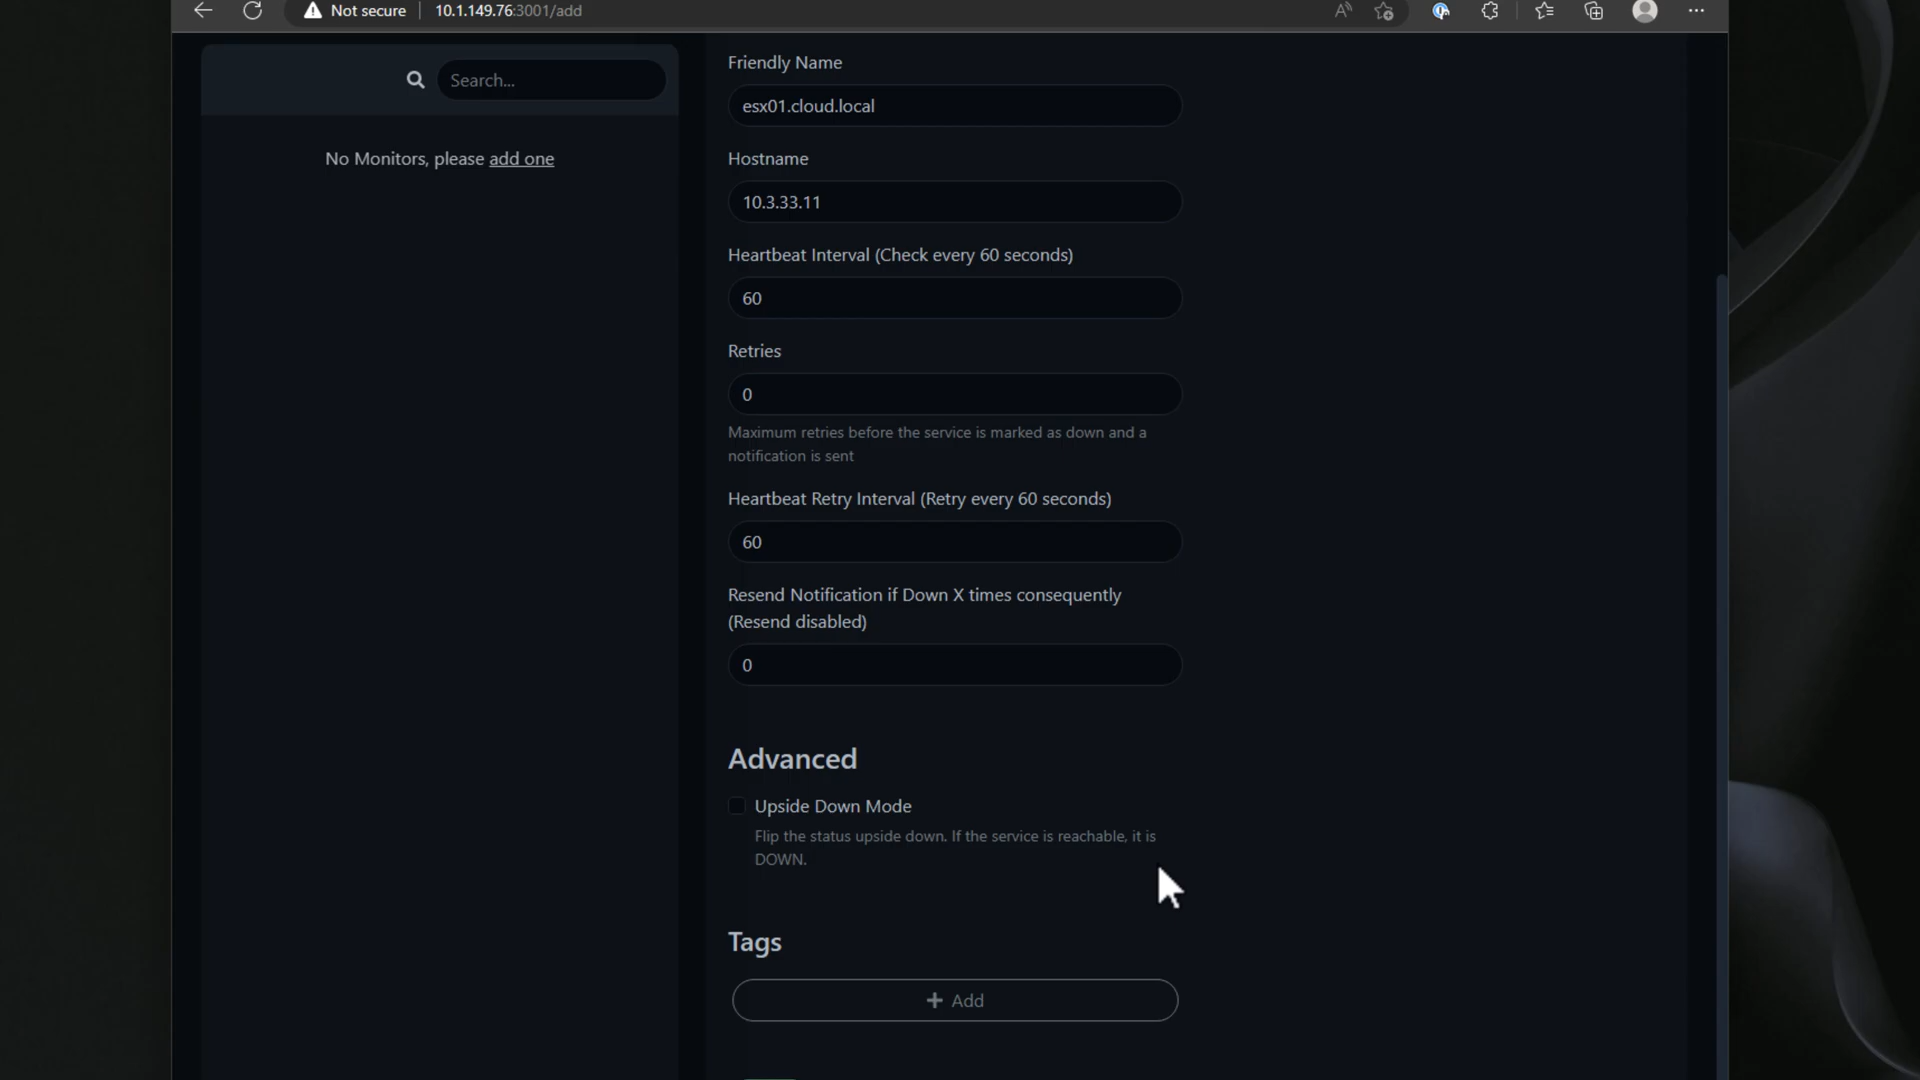 Not secure
10.1.149.76:3001/add
Search...
No Monitors, please add one
Friendly Name
esx01.cloud.local
Hostname
10.3.33.11
Heartbeat Interval (Check every 60 seconds)
60
Retries
0
Maximum retries before the service is marked as down and a
notification is sent
Heartbeat Retry Interval (Retry every 60 seconds)
60
Resend Notification if Down X times consequently
(Resend disabled)
0
Advanced
Upside Down Mode
Flip the status upside down. If the service is reachable, it is
DOWN.
Tags
+ Add